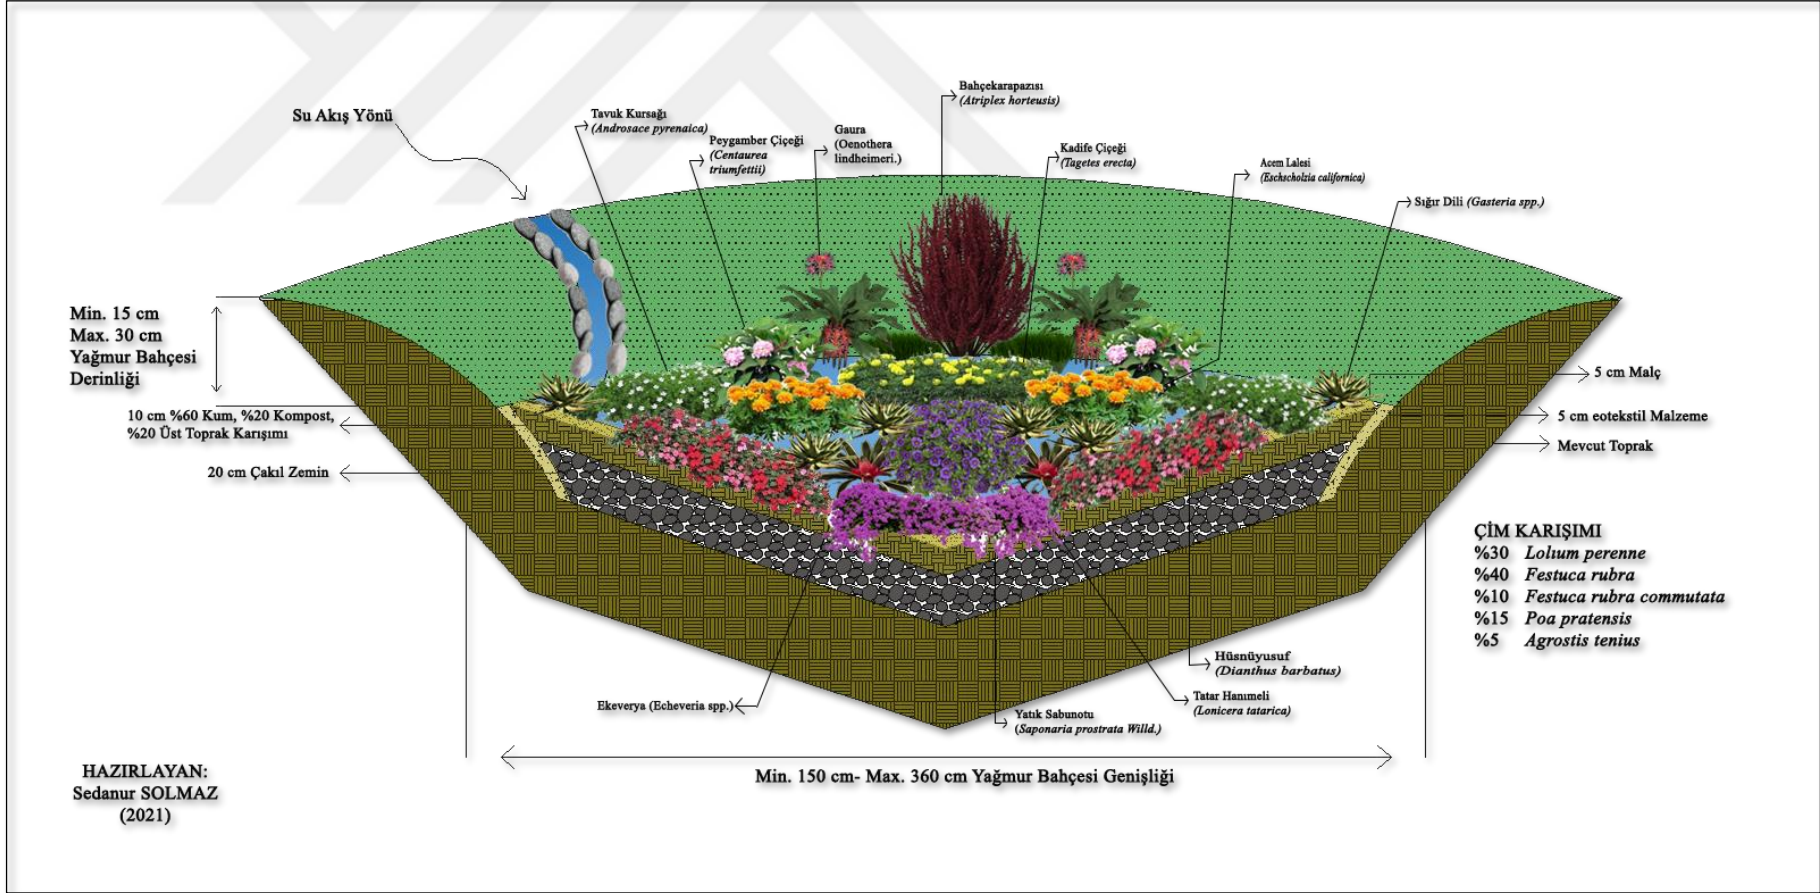 Su Akış Yönü
Tavuk Kursağı
(Androsace pyrenaica)
Peygamber Çiçeği
(Centaurea
triumfettii)
Gaura
(Oenothera
lindheimeri.)
Bahçekarapazısı
(Atriplex horteusis)
Kadife Çiçeği
(Tagetes erecta)
Acem Lalesi
(Eschscholzia californica)
Sığır Dili (Gasteria spp.)
Min. 15 cm
Max. 30 cm
Yağmur Bahçesi
Derinliği
10 cm %60 Kum, %20 Kompost,
%20 Üst Toprak Karışımı
20 cm Çakıl Zemin
5 cm Malç
5 cm eotekstil Malzeme
Mevcut Toprak
ÇİM KARIŞIMI
%30 Lolium perenne
%40 Festuca rubra
%10 Festuca rubra commutata
%15 Poa pratensis
%5 Agrostis tenius
Hüsnüyusuf
(Dianthus barbatus)
Tatar Hanımeli
(Lonicera tatarica)
Ekeverya (Echeveria spp.)
Yatık Sabunotu
(Saponaria prostrata Willd.)
Min. 150 cm- Max. 360 cm Yağmur Bahçesi Genişliği
HAZIRLAYAN:
Sedanur SOLMAZ
(2021)